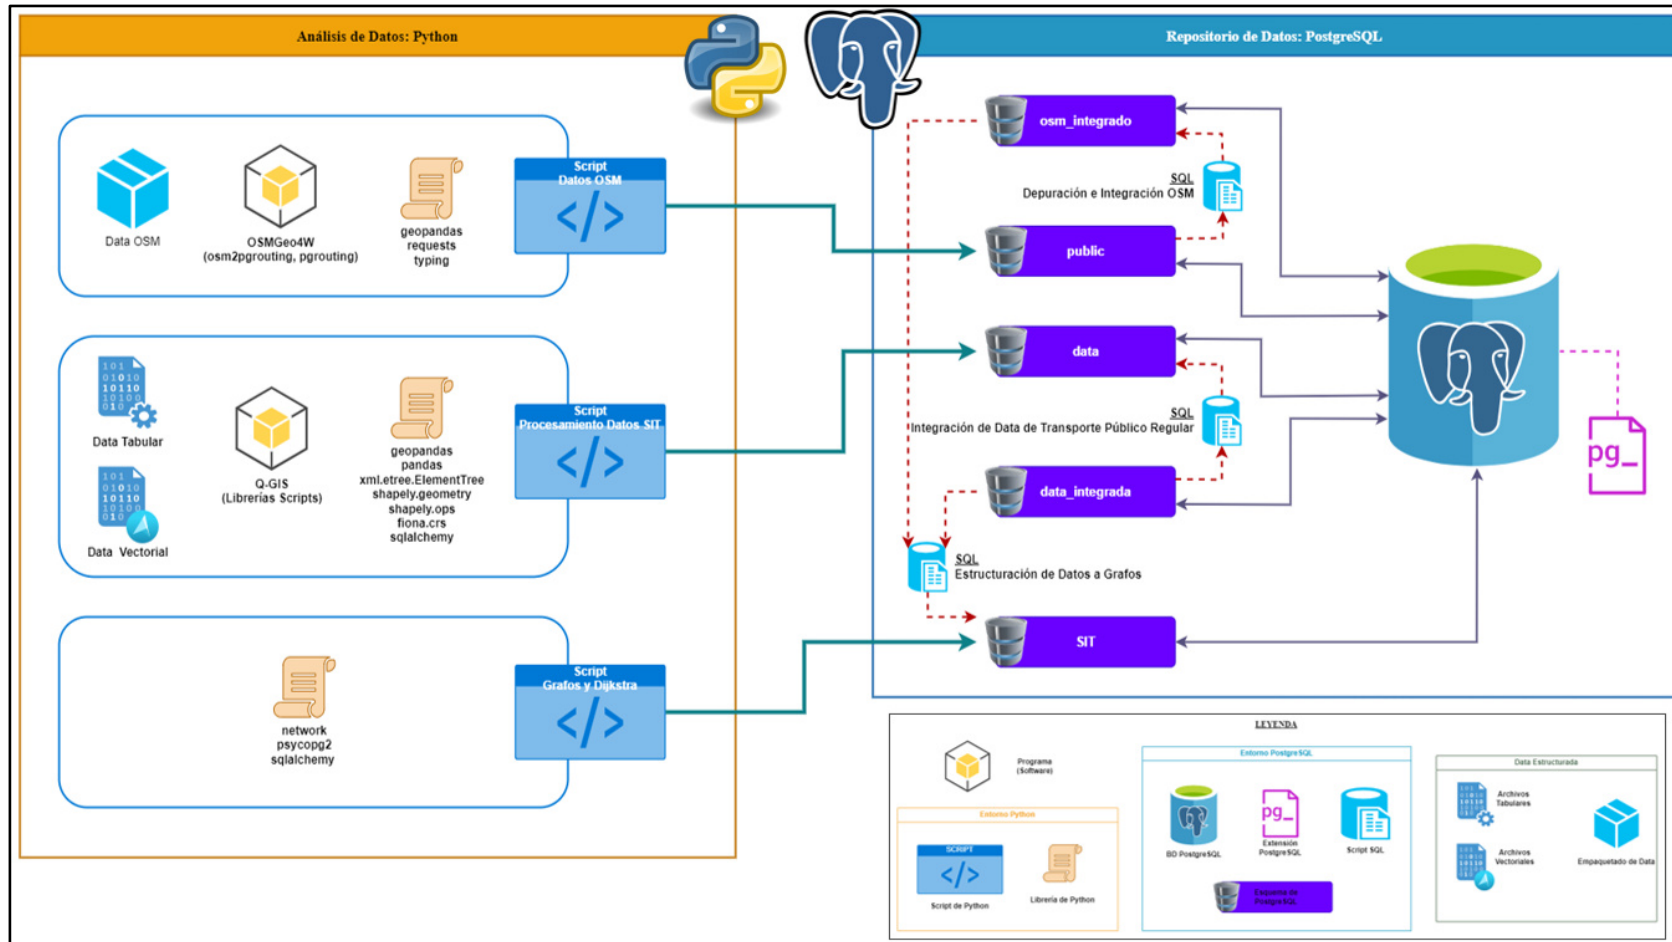 Análisis de Datos: Python
Repositorio de Datos: PostgreSQL
Data OSM
OSMGeo4W
(osm2pgrouting, pgrouting)
geopandas
requests
typing
Script
Datos OSM
</>
Data Tabular
Data Vectorial
Q-GIS
(Librerías Scripts)
geopandas
pandas
xml.etree.ElementTree
shapely.geometry
shapely.ops
fiona.crs
sqlalchemy
Script
Procesamiento Datos SIT
</>
network
psycopg2
sqlalchemy
Script
Grafos y Dijkstra
</>
osm_integrado
SQL
Depuración e Integración OSM
public
data
SQL
Integración de Data de Transporte Público Regular
data_integrada
SQL
Estructuración de Datos a Grafos
SIT
pg_
LEYENDA
Programa
(Software)
Entorno Python
SCRIPT
</>
Script de Python
Librería de Python
Entorno PostgreSQL
BD PostgreSQL
pg_
Extensión
PostgreSQL
Script SQL
Esquema de
PostgreSQL
Data Estructurada
Archivos
Tabulares
Archivos
Vectoriales
Empaquetado de Data